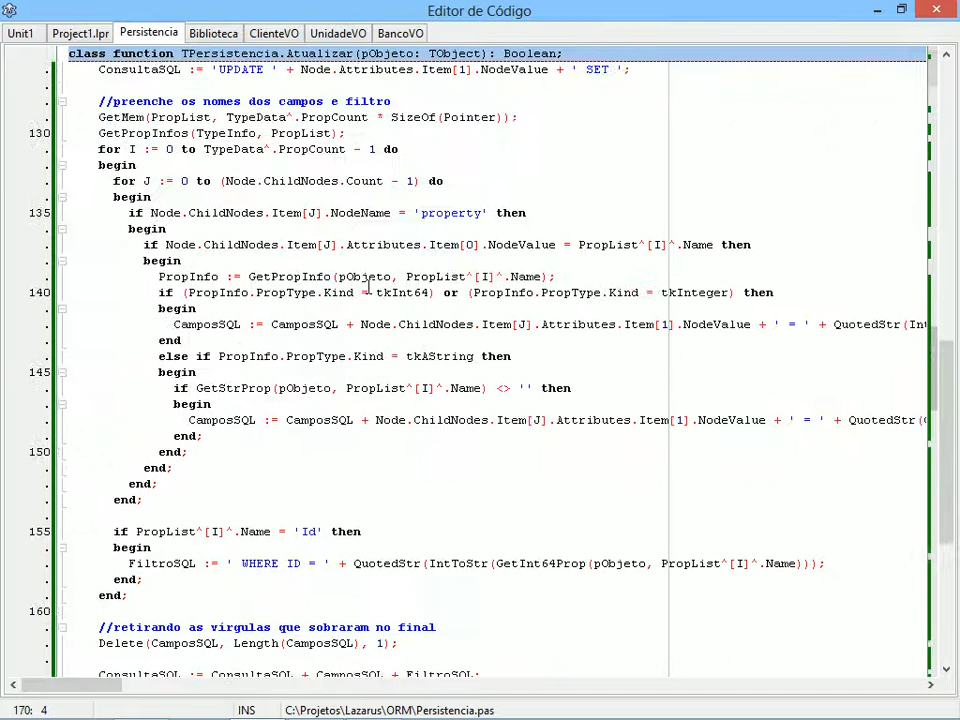 Editor de Código
Unit1 Project1.lpr Persistencia Biblioteca ClienteVO UnidadeVO BancoVO
class function TPersistencia.Atualizar(pObjeto: TObject): Boolean;
ConsultaSQL := 'UPDATE ' + Node.Attributes.Item[1].NodeValue + ' SET ';
//preenche os nomes dos campos e filtro
GetMem(PropList, TypeData^.PropCount * SizeOf(Pointer));
130 GetPropInfos(TypeInfo, PropList);
for I := 0 to TypeData^.PropCount - 1 do
begin
for J := 0 to (Node.ChildNodes.Count - 1) do
begin
135 if Node.ChildNodes.Item[J].NodeName = 'property' then
begin
if Node.ChildNodes.Item[J].Attributes.Item[0].NodeValue = PropList^[I]^.Name then
begin
PropInfo := GetPropInfo(pObjeto, PropList^[I]^.Name);
140 if (PropInfo.PropType.Kind = tkInt64) or (PropInfo.PropType.Kind = tkInteger) then
begin
CamposSQL := CamposSQL + Node.ChildNodes.Item[J].Attributes.Item[1].NodeValue + ' = ' + QuotedStr(Int
end
else if PropInfo.PropType.Kind = tkAString then
145 begin
if GetStrProp(pObjeto, PropList^[I]^.Name) <> '' then
begin
CamposSQL := CamposSQL + Node.ChildNodes.Item[J].Attributes.Item[1].NodeValue + ' = ' + QuotedStr(
end;
150 end;
end;
end;
end;
155 if PropList^[I]^.Name = 'Id' then
begin
FiltroSQL := ' WHERE ID = ' + QuotedStr(IntToStr(GetInt64Prop(pObjeto, PropList^[I]^.Name)));
end;
end;
160
//retirando as vírgulas que sobraram no final
Delete(CamposSQL, Length(CamposSQL), 1);
ConsultaSQL := ConsultaSQL + CamposSQL + FiltroSQL;
170: 4 INS C:\Projetos\Lazarus\ORM\Persistencia.pas